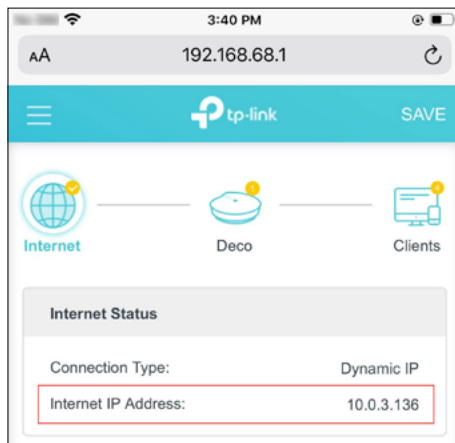 3:40 PM
AA 192.168.68.1
tp-link SAVE
1 4
Internet Deco Clients
Internet Status
Connection Type: Dynamic IP
Internet IP Address: 10.0.3.136